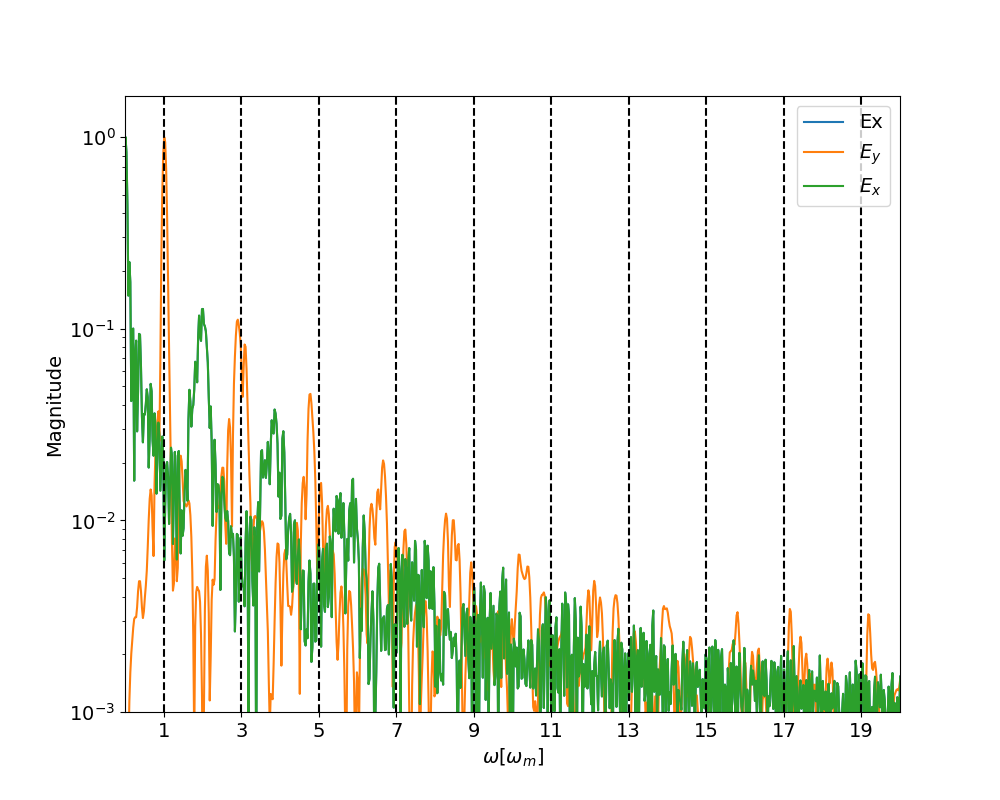 Ex
E_y
E_x
Magnitude
10^0
10^{-1}
10^{-2}
10^{-3}
1 3 5 7 9 11 13 15 17 19
ω[ω_m]